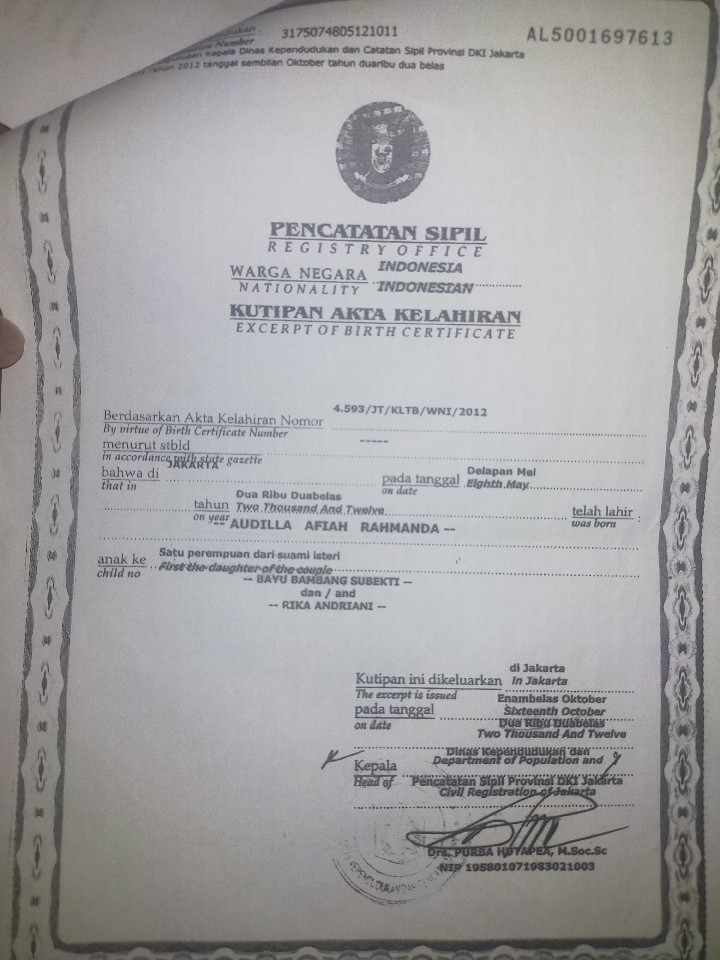 3175074805121011
AL5001697613
Number
Kepala Dinas Kependudukan dan Catatan Sipil Provinsi DKI Jakarta
Tahun 2012 tanggal sembilan Oktober tahun duaribu dua belas
PENCATATAN SIPIL
REGISTRY OFFICE
WARGA NEGARA INDONESIA
NATIONALITY INDONESIAN
KUTIPAN AKTA KELAHIRAN
EXCERPT OF BIRTH CERTIFICATE
Berdasarkan Akta Kelahiran Nomor 4.593/JT/KLTB/WNI/2012
By virtue of Birth Certificate Number
menurut stbld -----
in accordance with state gazette
JAKARTA
bahwa di pada tanggal Delapan Mei
that in on date Eighth May
Dua Ribu Duabelas
tahun Two Thousand And Twelve telah lahir :
on year was born
-- AUDILLA AFIAH RAHMANDA --
anak ke Satu perempuan dari suami isteri
child no First the daughter of the couple
-- BAYU BAMBANG SUBEKTI --
dan / and
-- RIKA ANDRIANI --
di Jakarta
Kutipan ini dikeluarkan in Jakarta
The excerpt is issued Enambelas Oktober
pada tanggal Sixteenth October
on date Dua Ribu Duabelas
Two Thousand And Twelve
Dinas Kependudukan dan
Kepala Department of Population and
Head of Pencatatan Sipil Provinsi DKI Jakarta
Civil Registration of Jakarta
Drs. PURBA HUTAPEA, M.Soc.Sc
NIP 195801071983021003